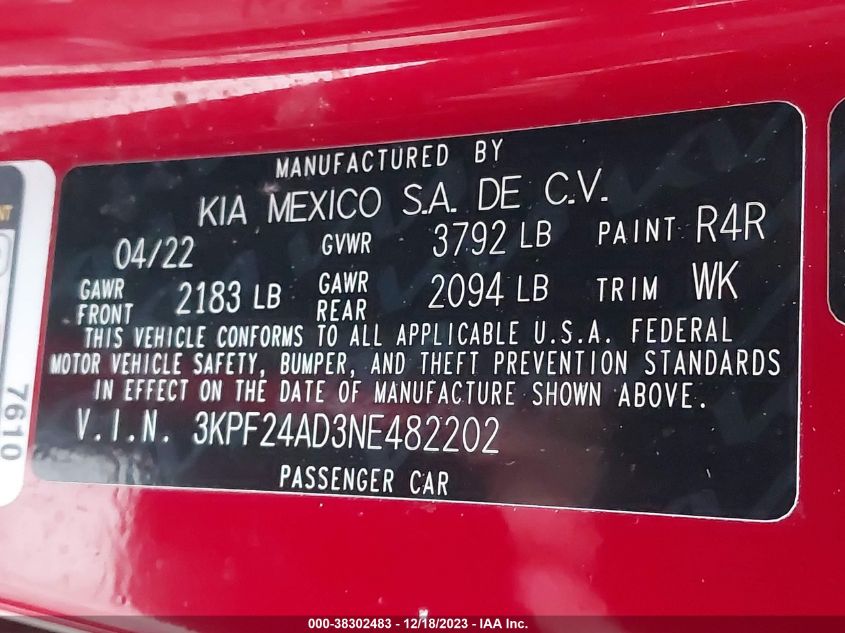 MANUFACTURED BY
KIA MEXICO S.A. DE C.V.
04/22 GVWR 3792 LB PAINT R4R
GAWR FRONT 2183 LB GAWR REAR 2094 LB TRIM WK
THIS VEHICLE CONFORMS TO ALL APPLICABLE U.S.A. FEDERAL
MOTOR VEHICLE SAFETY, BUMPER, AND THEFT PREVENTION STANDARDS
IN EFFECT ON THE DATE OF MANUFACTURE SHOWN ABOVE.
V.I.N. 3KPF24AD3NE482202
PASSENGER CAR
7610
000-38302483 - 12/18/2023 - IAA Inc.